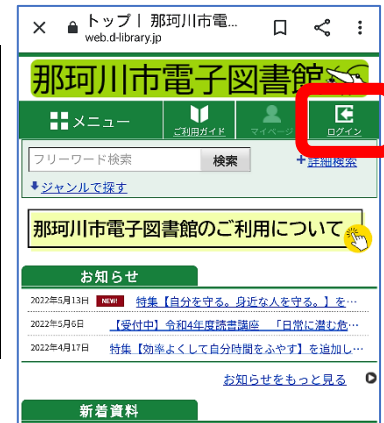 トップ | 那珂川市電...
web.d-library.jp
那珂川市電子図書館
メニュー
ご利用ガイド
マイページ
ログイン
フリーワード検索
検索
+詳細検索
ジャンルで探す
那珂川市電子図書館のご利用について
お知らせ
2022年5月13日 NEW! 特集【自分を守る。身近な人を守る。】を…
2022年5月6日 【受付中】令和4年度読書講座 「日常に潜む危…
2022年4月17日 特集【効率よくして自分時間をふやす】を追加し…
お知らせをもっと見る
新着資料